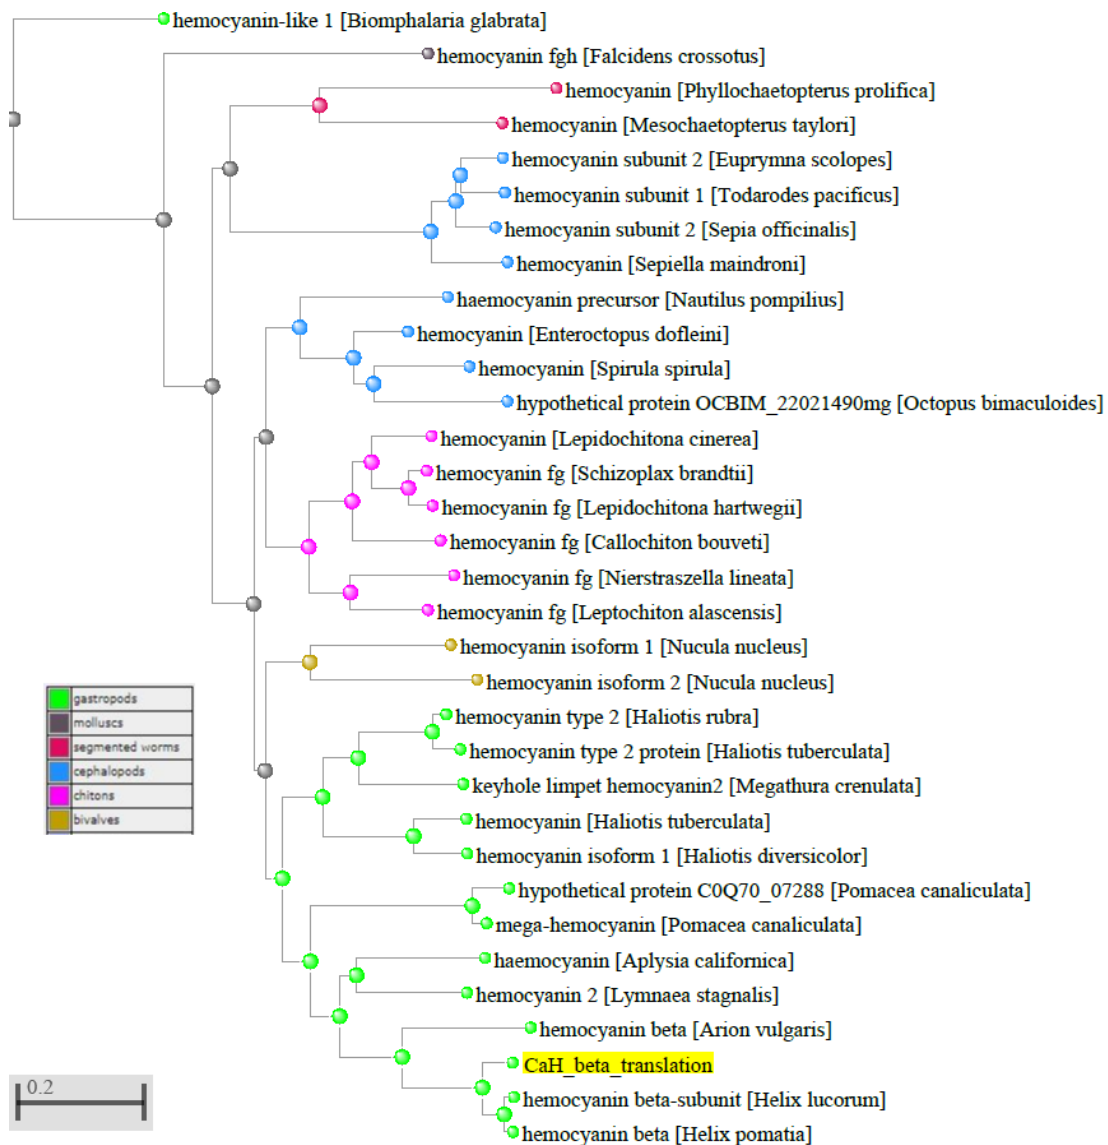 hemocyanin-like 1 [Biomphalaria glabrata]
hemocyanin fgh [Falcidens crossotus]
hemocyanin [Phyllochaetopterus prolifica]
hemocyanin [Mesochaetopterus taylori]
hemocyanin subunit 2 [Euprymna scolopes]
hemocyanin subunit 1 [Todarodes pacificus]
hemocyanin subunit 2 [Sepia officinalis]
hemocyanin [Sepiella maindroni]
haemocyanin precursor [Nautilus pompilius]
hemocyanin [Enteroctopus dofleini]
hemocyanin [Spirula spirula]
hypothetical protein OCBIM_22021490mg [Octopus bimaculoides]
hemocyanin [Lepidochitona cinerea]
hemocyanin fg [Schizoplax brandtii]
hemocyanin fg [Lepidochitona hartwegii]
hemocyanin fg [Callochiton bouveti]
hemocyanin fg [Nierstraszella lineata]
hemocyanin fg [Leptochiton alascensis]
hemocyanin isoform 1 [Nucula nucleus]
hemocyanin isoform 2 [Nucula nucleus]
hemocyanin type 2 [Haliotis rubra]
hemocyanin type 2 protein [Haliotis tuberculata]
keyhole limpet hemocyanin2 [Megathura crenulata]
hemocyanin [Haliotis tuberculata]
hemocyanin isoform 1 [Haliotis diversicolor]
hypothetical protein C0Q70_07288 [Pomacea canaliculata]
mega-hemocyanin [Pomacea canaliculata]
haemocyanin [Aplysia californica]
hemocyanin 2 [Lymnaea stagnalis]
hemocyanin beta [Arion vulgaris]
CaH_beta_translation
hemocyanin beta-subunit [Helix lucorum]
hemocyanin beta [Helix pomatia]
gastropods
molluscs
segmented worms
cephalopods
chitons
bivalves
0.2